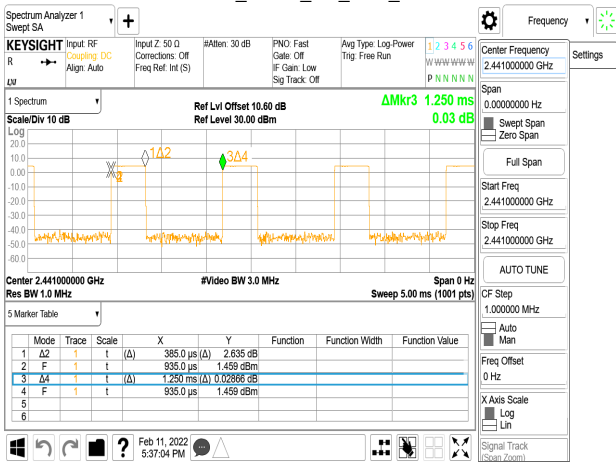 Spectrum Analyzer 1
Swept SA
+
Frequency
KEYSIGHT
R
Input: RF
Coupling: DC
Align: Auto
Input Z: 50 Ω
Corrections: Off
Freq Ref: Int (S)
#Atten: 30 dB
PNO: Fast
Gate: Off
IF Gain: Low
Sig Track: Off
Avg Type: Log-Power
Trig: Free Run
1 2 3 4 5 6
W W W W W W
P N N N N N
1 Spectrum
Scale/Div 10 dB
Ref Lvl Offset 10.60 dB
Ref Level 30.00 dBm
ΔMkr3 1.250 ms
0.03 dB
Log
20.0
10.0
0.00
-10.0
-20.0
-30.0
-40.0
-50.0
-60.0
1Δ2
3Δ4
Center 2.441000000 GHz
Res BW 1.0 MHz
#Video BW 3.0 MHz
Span 0 Hz
Sweep 5.00 ms (1001 pts)
5 Marker Table
Mode Trace Scale X Y Function Function Width Function Value
1 Δ2 1 t (Δ) 385.0 µs (Δ) 2.635 dB
2 F 1 t 935.0 µs 1.459 dBm
3 Δ4 1 t (Δ) 1.250 ms (Δ) 0.02866 dB
4 F 1 t 935.0 µs 1.459 dBm
5
6
?
Feb 11, 2022
5:37:04 PM
Center Frequency
2.441000000 GHz
Settings
Span
0.00000000 Hz
Swept Span
Zero Span
Full Span
Start Freq
2.441000000 GHz
Stop Freq
2.441000000 GHz
AUTO TUNE
CF Step
1.000000 MHz
Auto
Man
Freq Offset
0 Hz
X Axis Scale
Log
Lin
Signal Track
(Span Zoom)